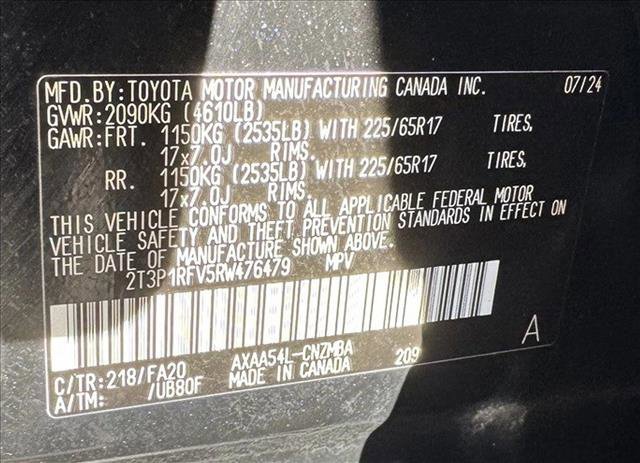 MFD. BY: TOYOTA MOTOR MANUFACTURING CANADA INC. 07/24
GVWR: 2090KG (4610LB)
GAWR: FRT. 1150KG (2535LB) WITH 225/65R17 TIRES,
17x7.0J RIMS.
RR. 1150KG (2535LB) WITH 225/65R17 TIRES,
17x7.0J RIMS.
THIS VEHICLE CONFORMS TO ALL APPLICABLE FEDERAL MOTOR
VEHICLE SAFETY AND THEFT PREVENTION STANDARDS IN EFFECT ON
THE DATE OF MANUFACTURE SHOWN ABOVE.
2T3P1RFV5RW476479 MPV
A
C/TR: 218/FA20 AXAA54L-CNZMBA 209
A/TM: /UB80F MADE IN CANADA